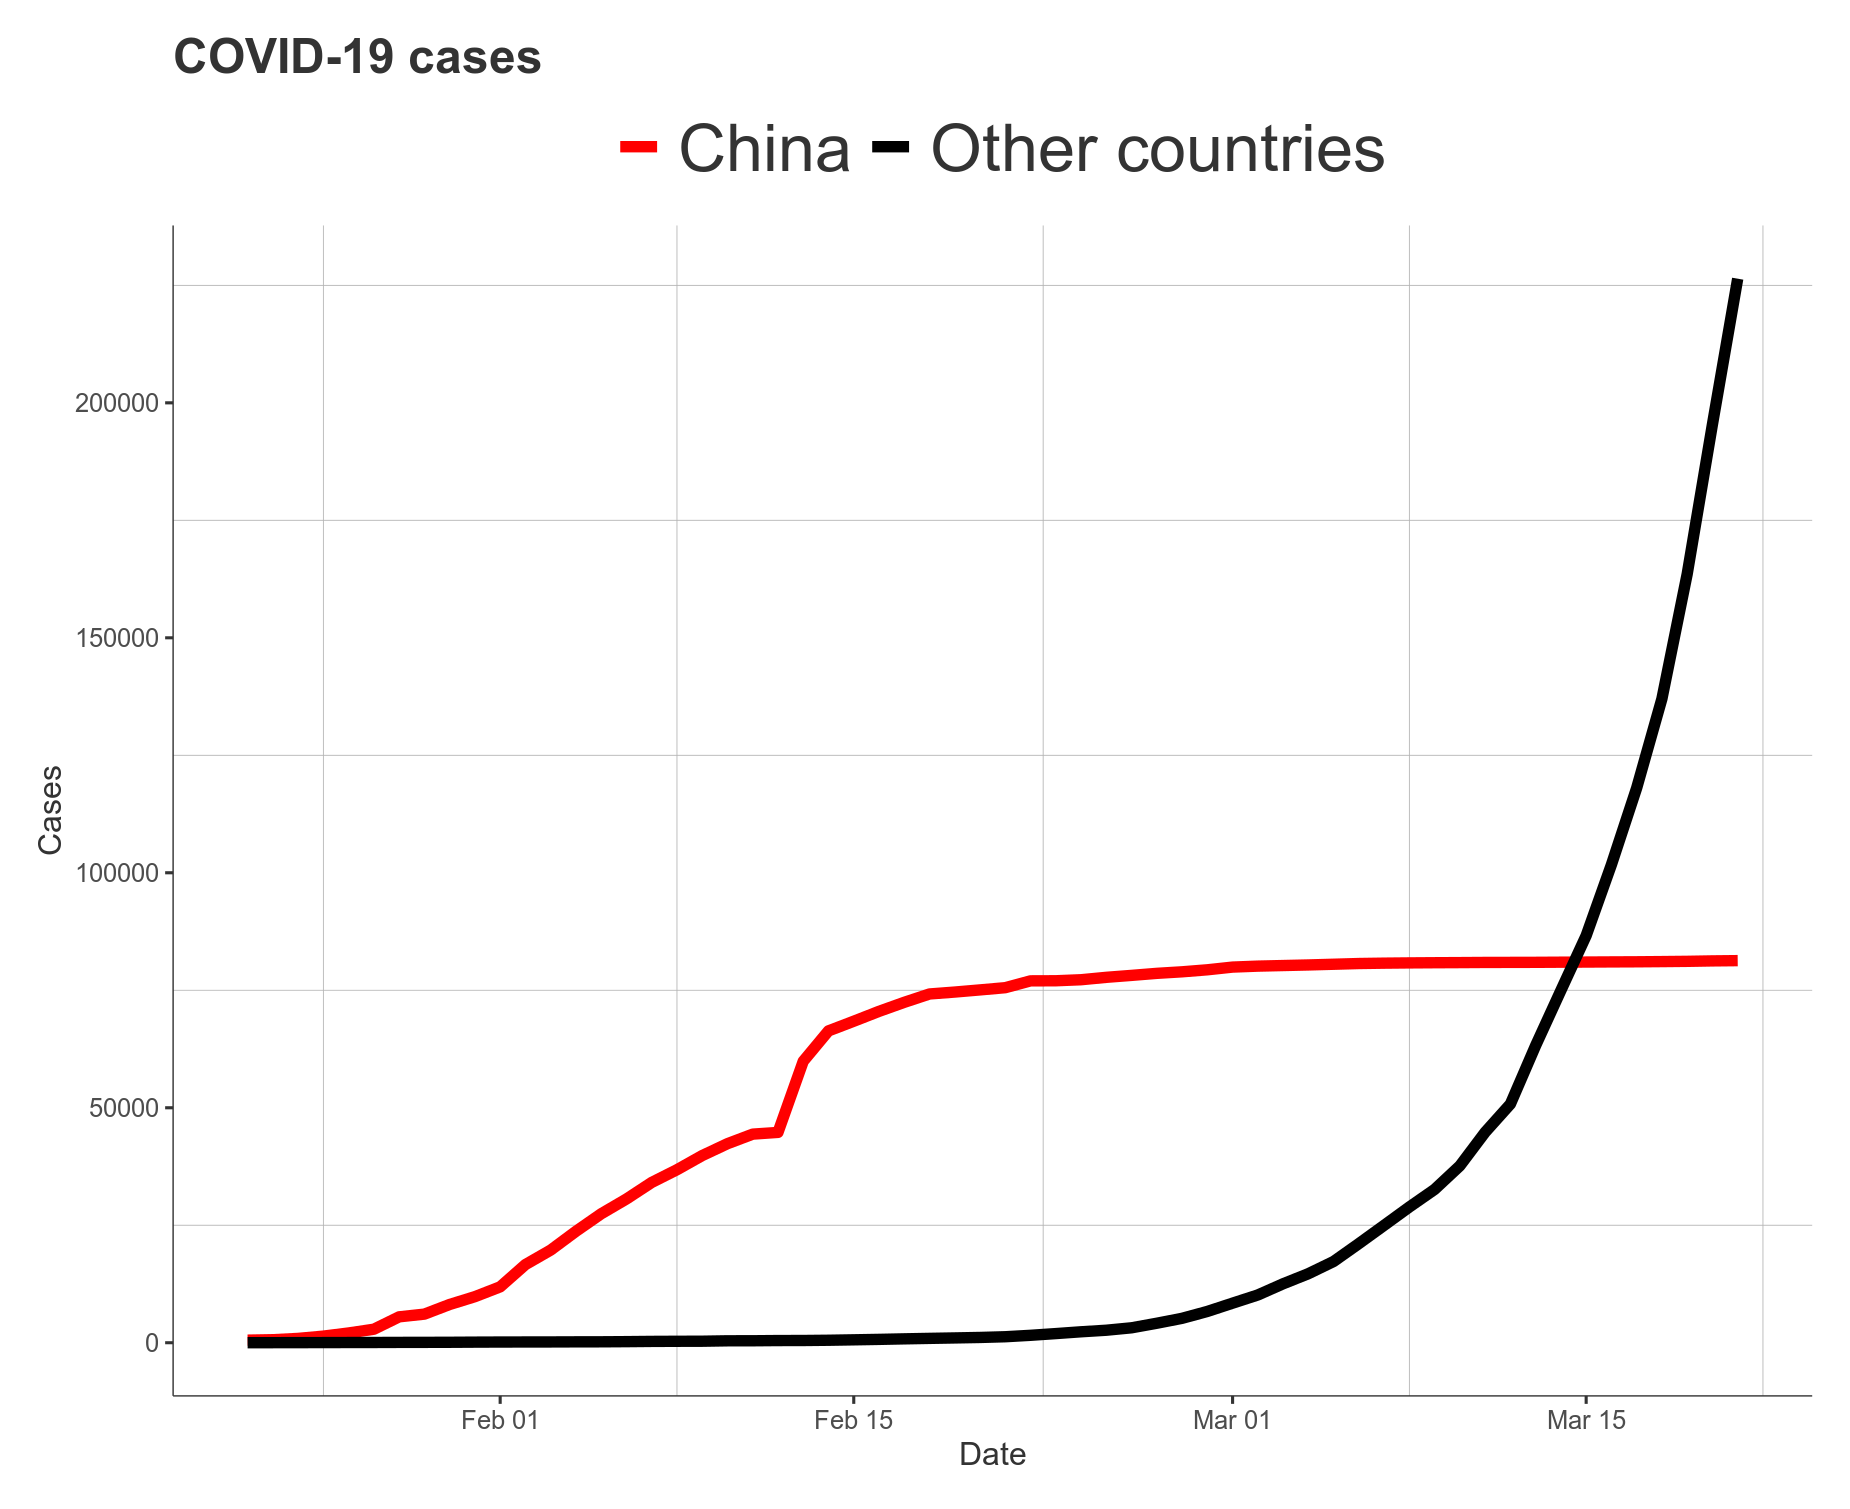 COVID-19 cases
China Other countries
200000
150000
100000
50000
0
Cases
Feb 01 Feb 15 Mar 01 Mar 15
Date